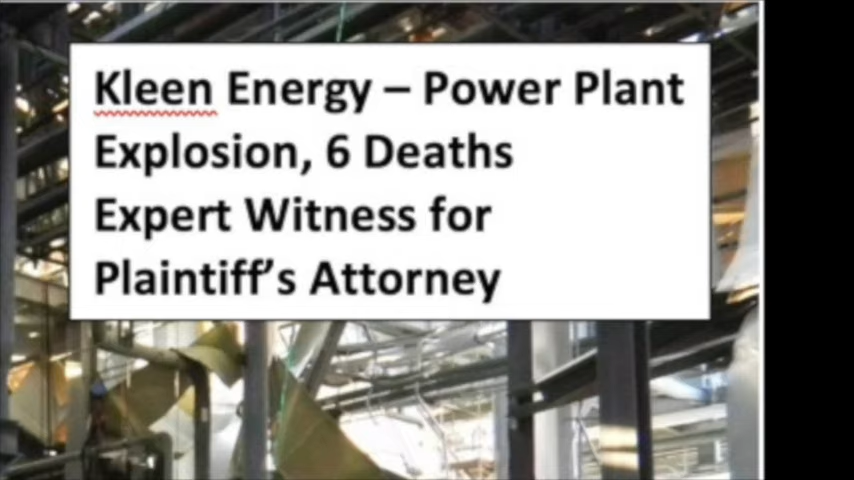 Kleen Energy – Power Plant
Explosion, 6 Deaths
Expert Witness for
Plaintiff’s Attorney